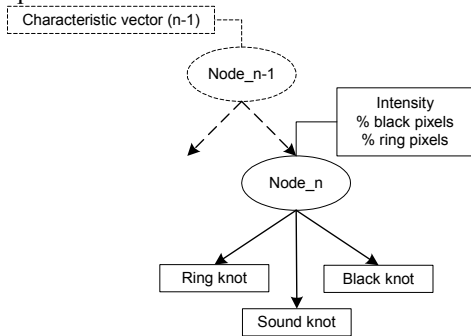 Characteristic vector (n-1)
Node_n-1
Intensity
% black pixels
% ring pixels
Node_n
Ring knot
Black knot
Sound knot